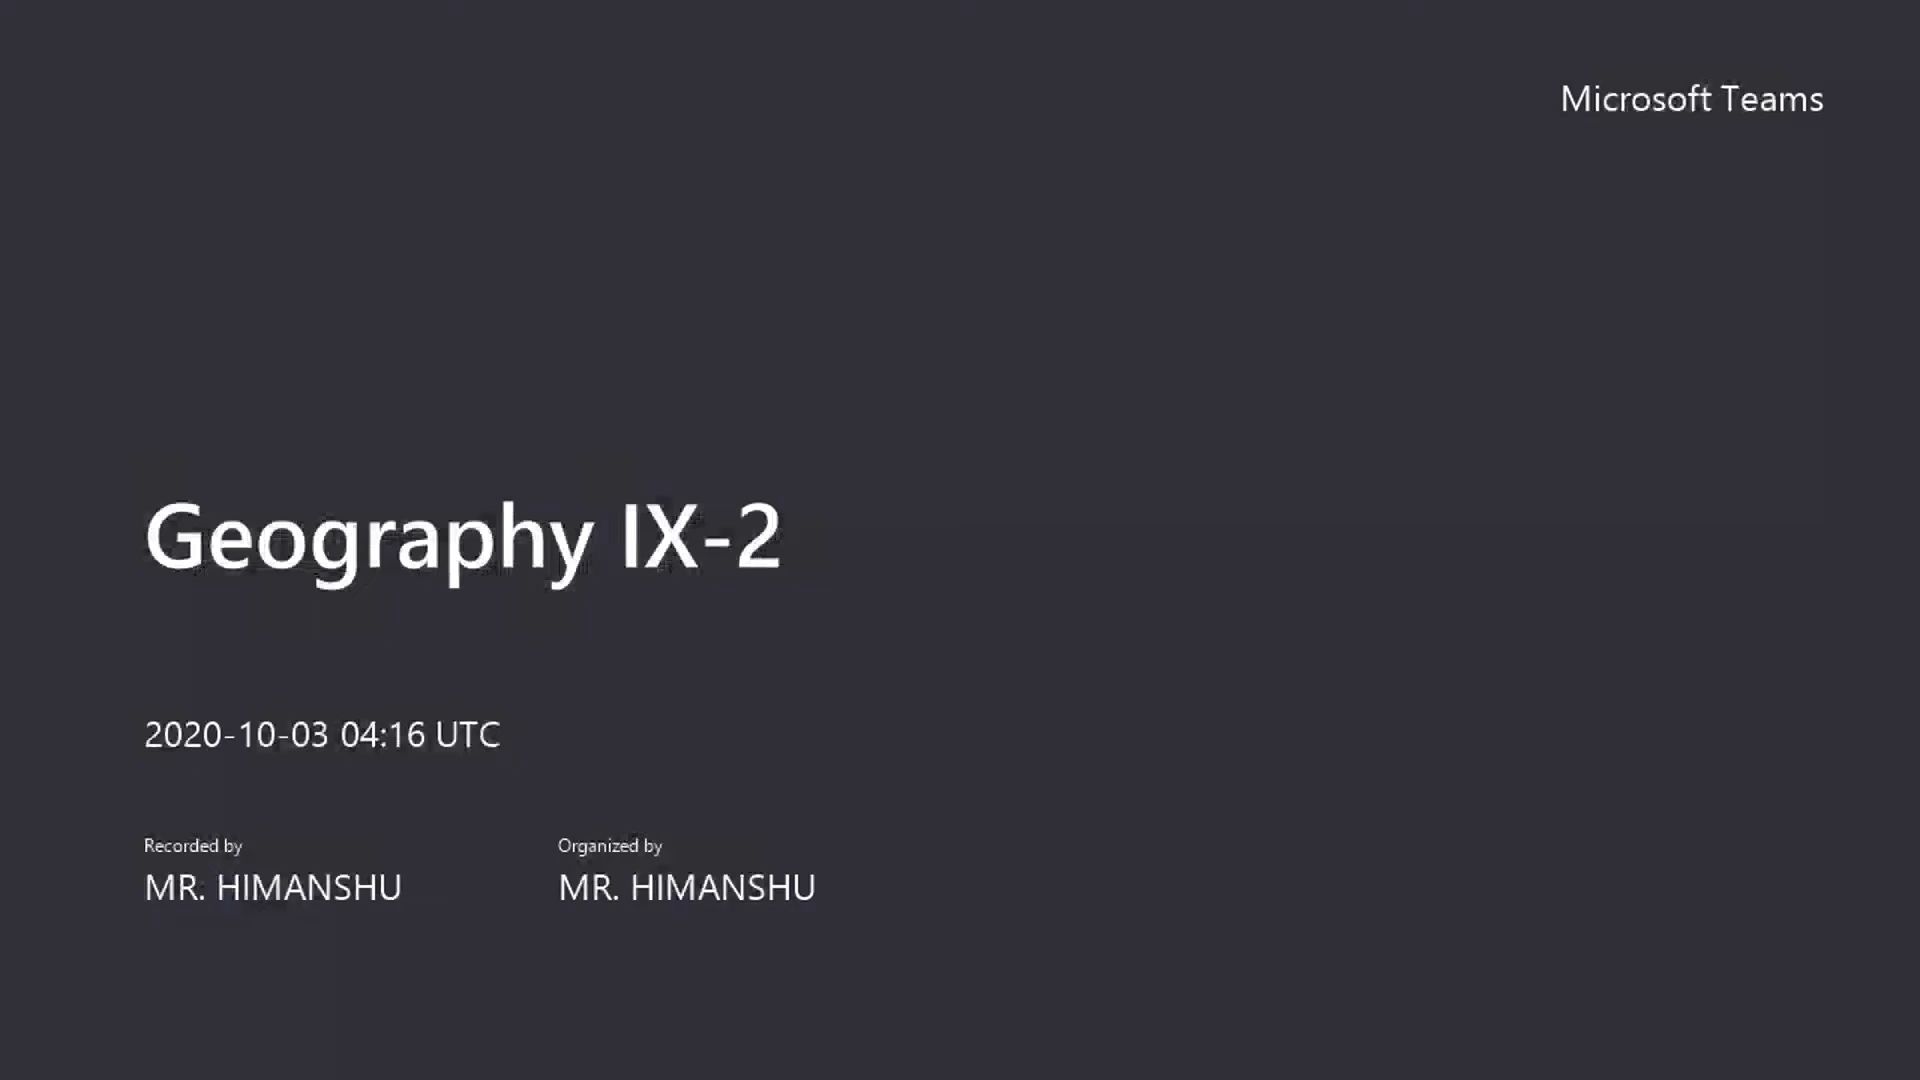 Microsoft Teams
Geography IX-2
2020-10-03 04:16 UTC
Recorded by
MR. HIMANSHU
Organized by
MR. HIMANSHU